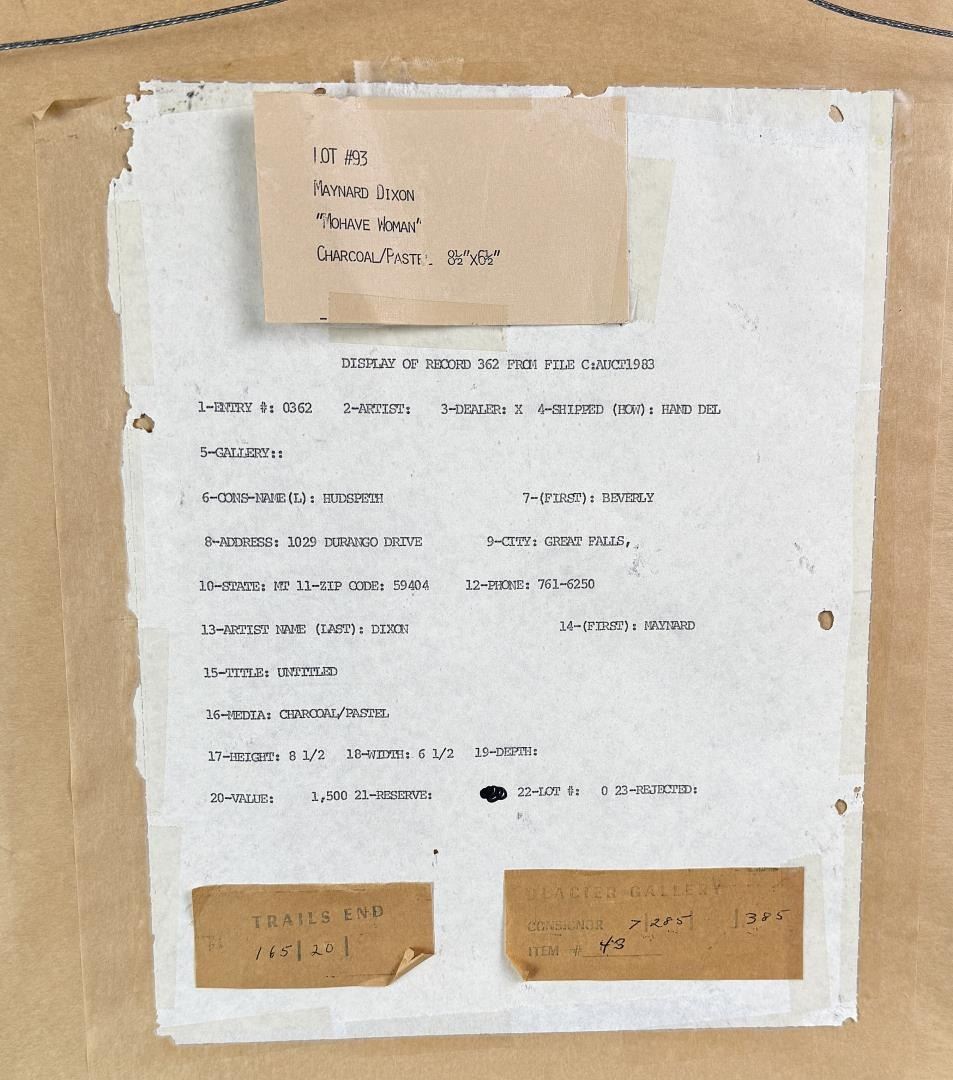 LOT #93
MAYNARD DIXON
"MOHAVE WOMAN"
CHARCOAL/PASTEL 8½"X6½"
DISPLAY OF RECORD 362 FROM FILE C:AUCT1983
1-ENTRY #: 0362 2-ARTIST: 3-DEALER: X 4-SHIPPED (HOW): HAND DEL
5-GALLERY::
6-CONS-NAME(L): HUDSPETH 7-(FIRST): BEVERLY
8-ADDRESS: 1029 DURANGO DRIVE 9-CITY: GREAT FALLS,
10-STATE: MT 11-ZIP CODE: 59404 12-PHONE: 761-6250
13-ARTIST NAME (LAST): DIXON 14-(FIRST): MAYNARD
15-TITLE: UNTITLED
16-MEDIA: CHARCOAL/PASTEL
17-HEIGHT: 8 1/2 18-WIDTH: 6 1/2 19-DEPTH:
20-VALUE: 1,500 21-RESERVE: 22-LOT #: 0 23-REJECTED:
TRAILS END
165| 20|
GLACIER GALLERY
CONSIGNOR 7|285| |385
ITEM # 43